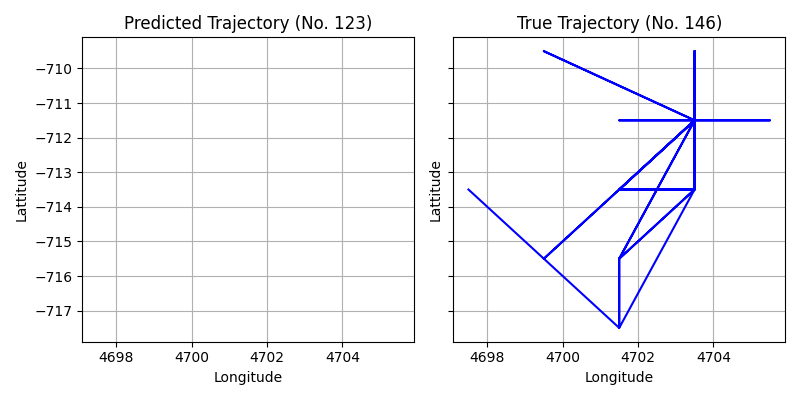 Predicted Trajectory (No. 123)
True Trajectory (No. 146)
Lattitude
−710
−711
−712
−713
−714
−715
−716
−717
4698 4700 4702 4704
Longitude
Lattitude
4698 4700 4702 4704
Longitude